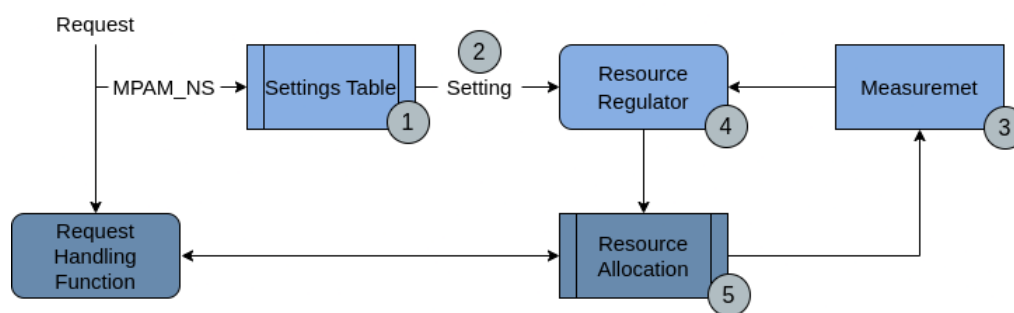 Request
2
MPAM_NS
Settings Table
Setting
Resource
Regulator
Measuremet
1
4
3
Request
Handling
Function
Resource
Allocation
5